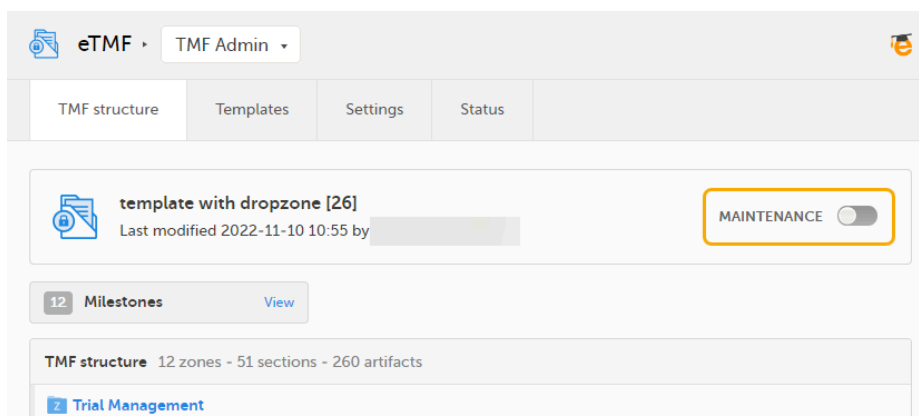 eTMF
TMF Admin
TMF structure
Templates
Settings
Status
template with dropzone [26]
Last modified 2022-11-10 10:55 by
MAINTENANCE
12 Milestones View
TMF structure 12 zones - 51 sections - 260 artifacts
Z Trial Management